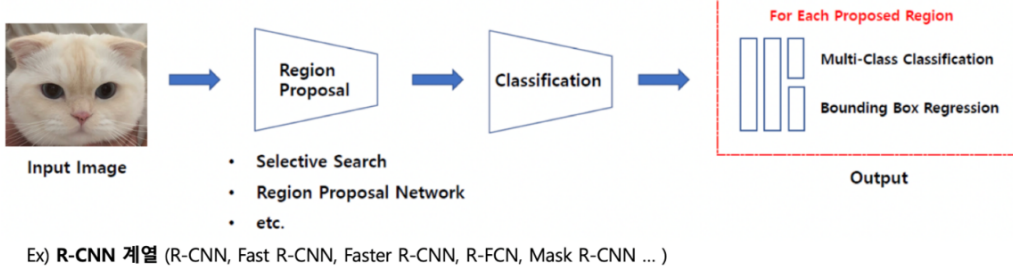 For Each Proposed Region
Region
Proposal
Classification
Multi-Class Classification
Bounding Box Regression
Input Image
• Selective Search
• Region Proposal Network
• etc.
Output
Ex) R-CNN 계열 (R-CNN, Fast R-CNN, Faster R-CNN, R-FCN, Mask R-CNN ... )